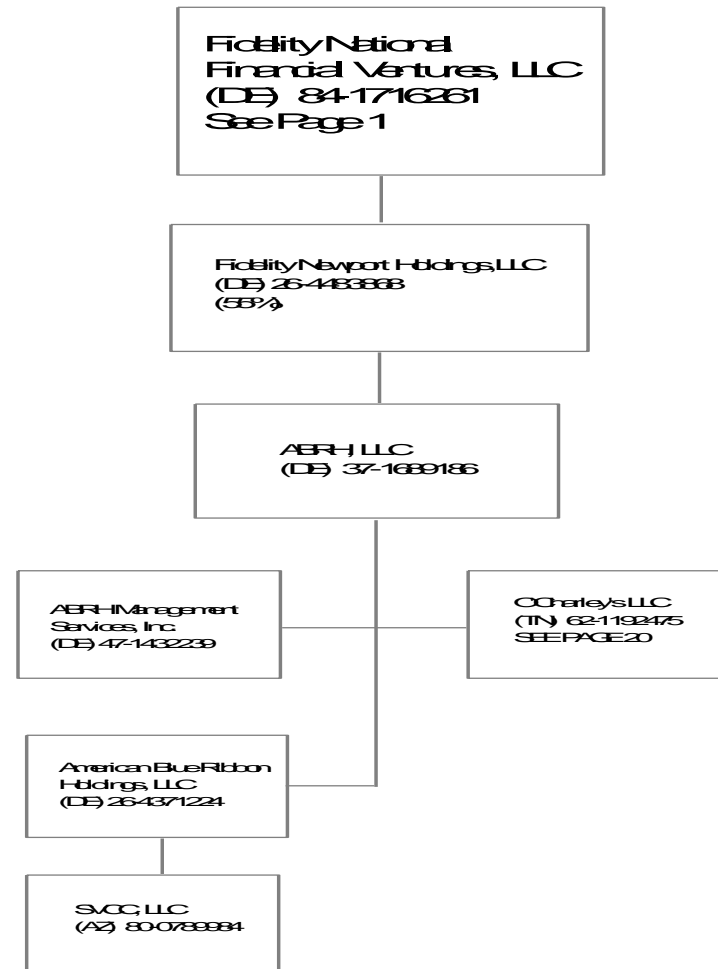 Fidelity National
Financial Ventures, LLC
(DE) 84-1716261
See Page 1
Fidelity Newport Holdings, LLC
(DE) 26-4483868
(55%)
ABRH, LLC
(DE) 37-1689186
ABRH Management
Services, Inc.
(DE) 47-1432239
O'Charley's LLC
(TN) 62-1192475
SEE PAGE 20
American Blue Ribbon
Holdings, LLC
(DE) 26-4371224
SVCC, LLC
(AZ) 80-0789984